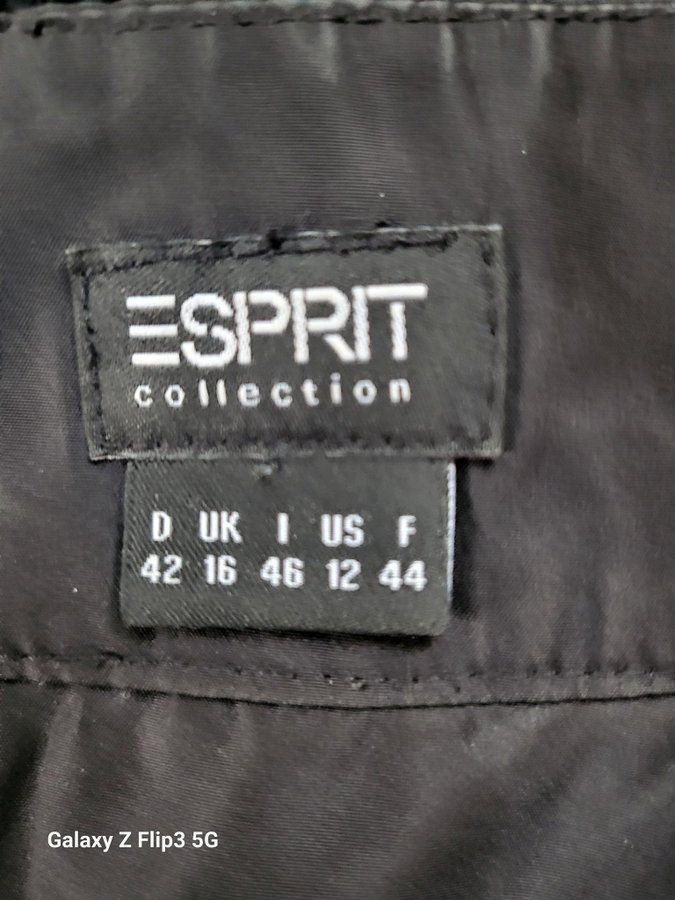 ESPRIT
collection
D UK I US F
42 16 46 12 44
Galaxy Z Flip3 5G